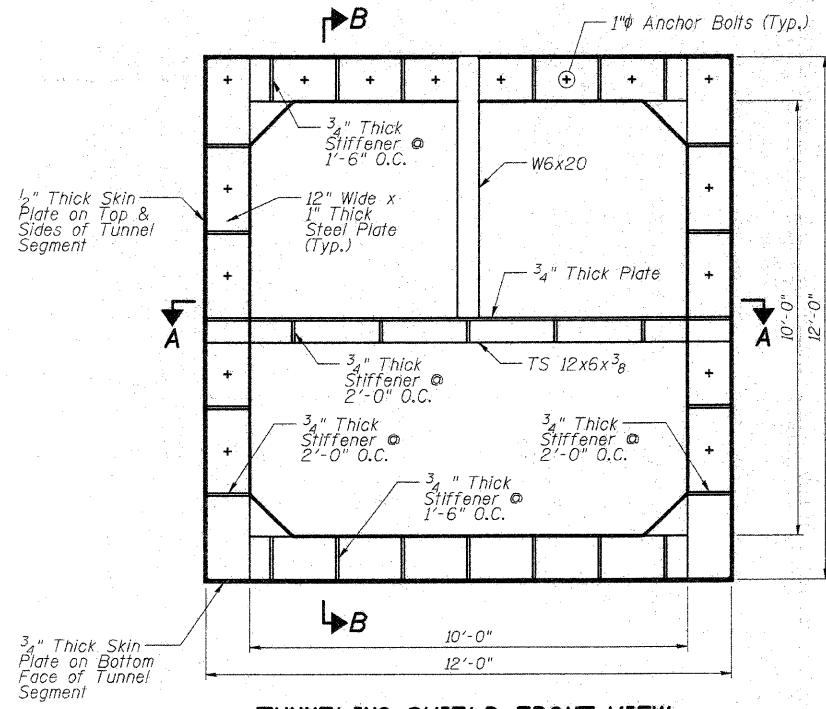 B
1"φ Anchor Bolts (Typ.)
3/4" Thick
Stiffener @
1'-6" O.C.
W6x20
1/2" Thick Skin
Plate on Top &
Sides of Tunnel
Segment
12" Wide x
1" Thick
Steel Plate
(Typ.)
3/4" Thick Plate
A
A
10'-0"
12'-0"
3/4" Thick
Stiffener @
2'-0" O.C.
TS 12x6x3/8
3/4" Thick
Stiffener @
2'-0" O.C.
3/4" Thick
Stiffener @
2'-0" O.C.
3/4" Thick
Stiffener @
1'-6" O.C.
B
10'-0"
12'-0"
3/4" Thick Skin
Plate on Bottom
Face of Tunnel
Segment
TUNNELING SHIELD FRONT VIEW